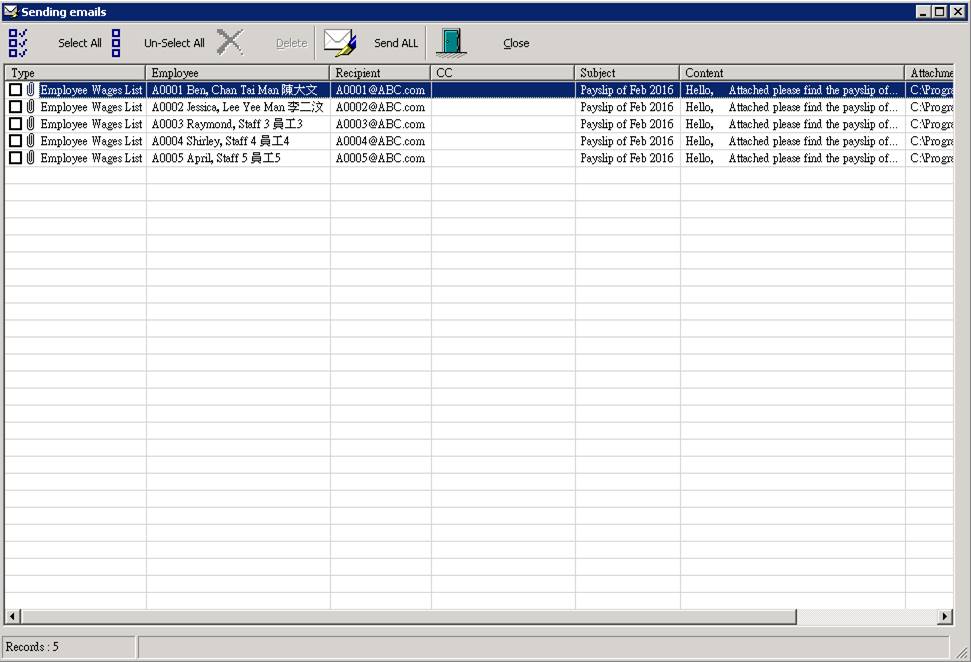 Sending emails
Select All Un-Select All Delete Send ALL Close
Type Employee Recipient CC Subject Content Attachme
Employee Wages List A0001 Ben, Chan Tai Man 陳大文 A0001@ABC.com Payslip of Feb 2016 Hello, Attached please find the payslip of... C:\Progra
Employee Wages List A0002 Jessica, Lee Yee Man 李二汶 A0002@ABC.com Payslip of Feb 2016 Hello, Attached please find the payslip of... C:\Progra
Employee Wages List A0003 Raymond, Staff 3 員工3 A0003@ABC.com Payslip of Feb 2016 Hello, Attached please find the payslip of... C:\Progra
Employee Wages List A0004 Shirley, Staff 4 員工4 A0004@ABC.com Payslip of Feb 2016 Hello, Attached please find the payslip of... C:\Progra
Employee Wages List A0005 April, Staff 5 員工5 A0005@ABC.com Payslip of Feb 2016 Hello, Attached please find the payslip of... C:\Progra
Records : 5